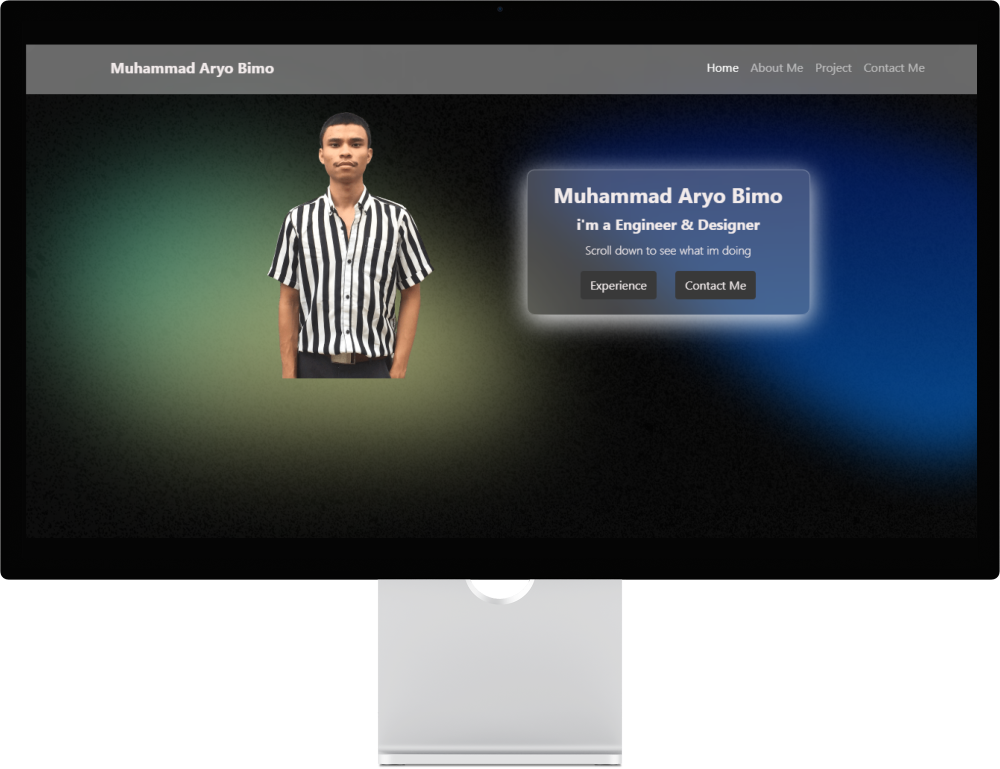 Muhammad Aryo Bimo
Home About Me Project Contact Me
Muhammad Aryo Bimo
i'm a Engineer & Designer
Scroll down to see what im doing
Experience Contact Me